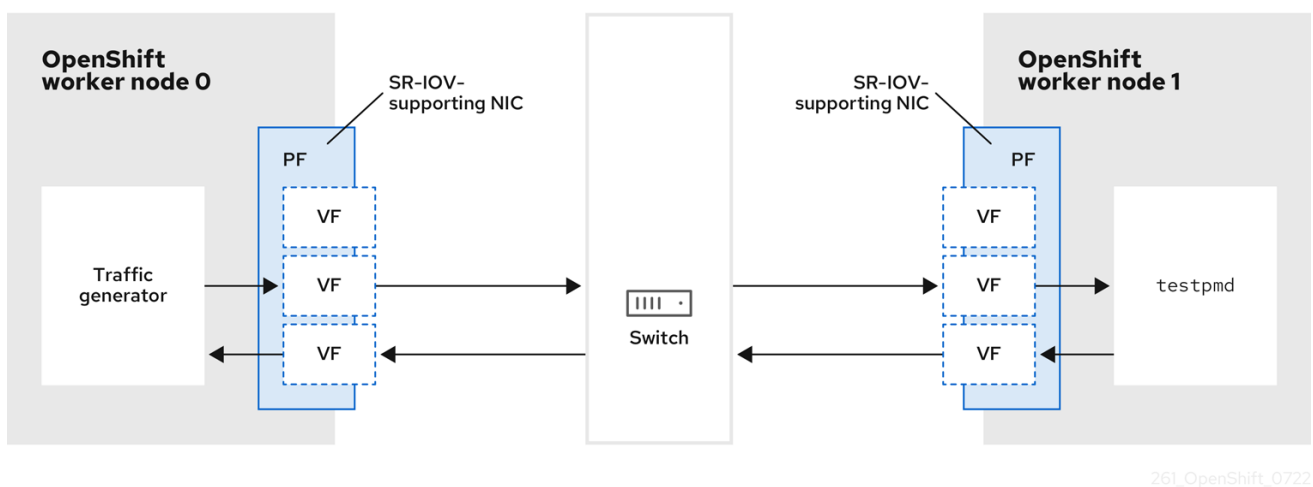 OpenShift
worker node 0
SR-IOV-
supporting NIC
SR-IOV-
supporting NIC
OpenShift
worker node 1
PF
PF
VF
VF
Traffic
generator
VF
VF
testpmd
Switch
VF
VF
261_OpenShift_0722